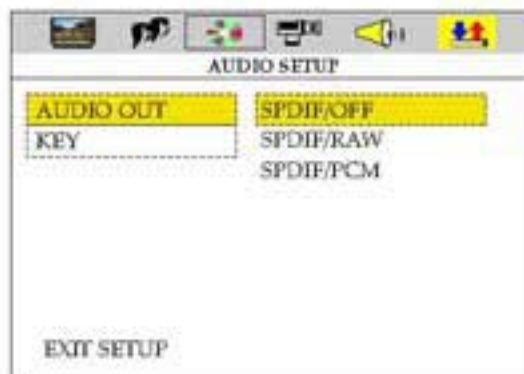 AUDIO SETUP
AUDIO OUT
KEY
SPDIF/OFF
SPDIF/RAW
SPDIF/PCM
EXIT SETUP